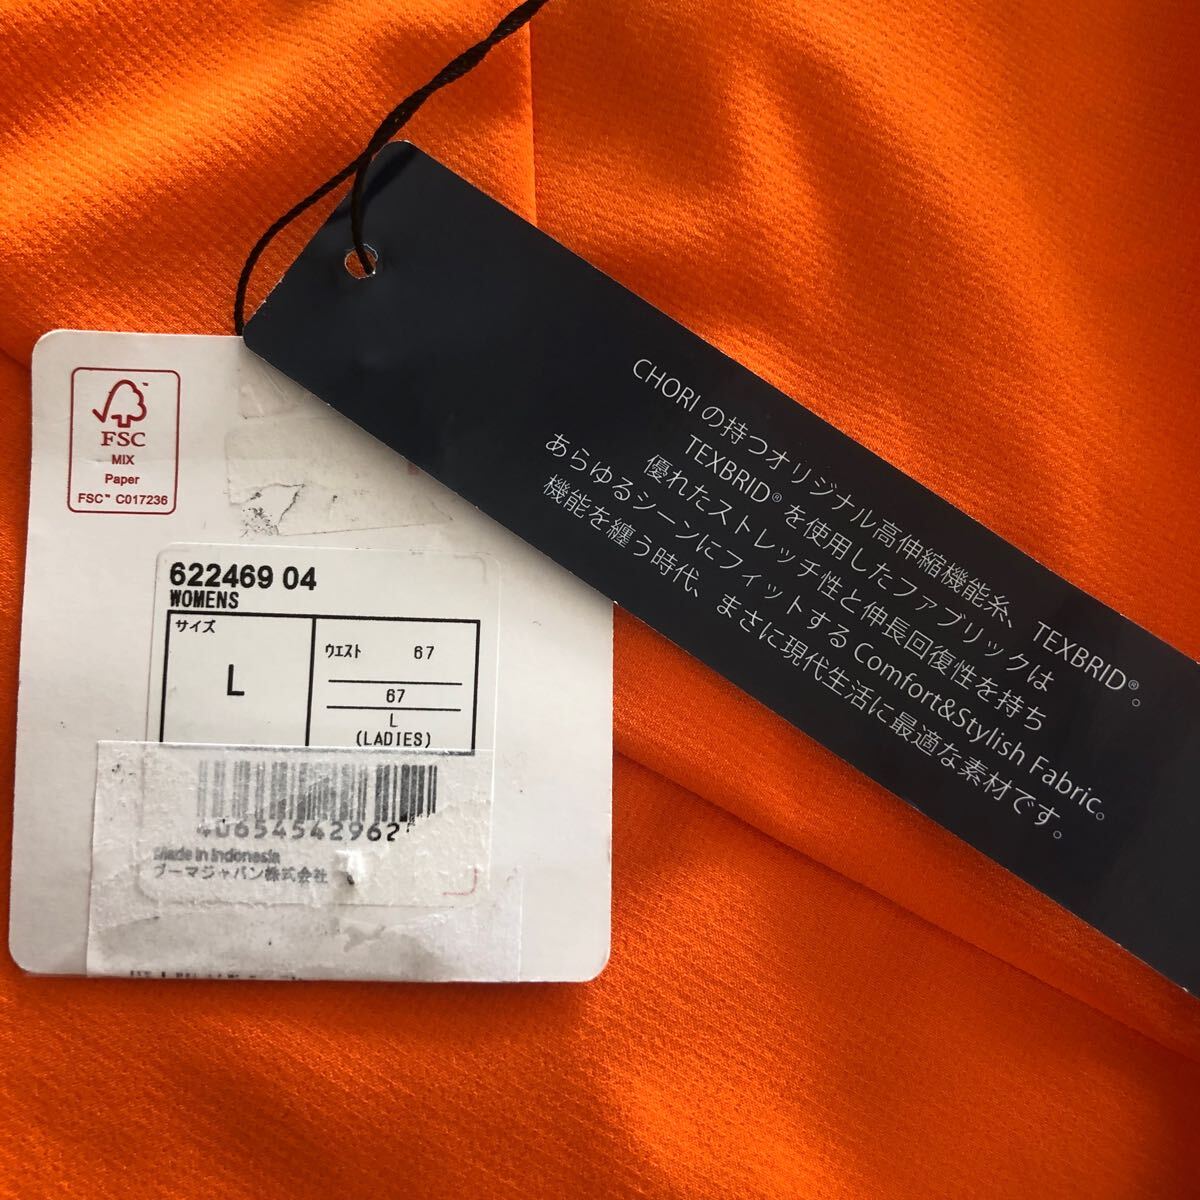 FSC
MIX
Paper
FSC™ C017236
622469 04
WOMENS
サイズ
L
ウエスト 67
67
L
(LADIES)
Made in Indonesia
プーマジャパン株式会社
CHORI の持つオリジナル高伸縮機能糸、TEXBRID®。
TEXBRID® を使用したファブリックは
優れたストレッチ性と伸長回復性を持ち
あらゆるシーンにフィットする Comfort&Stylish Fabric。
機能を纏う時代、まさに現代生活に最適な素材です。